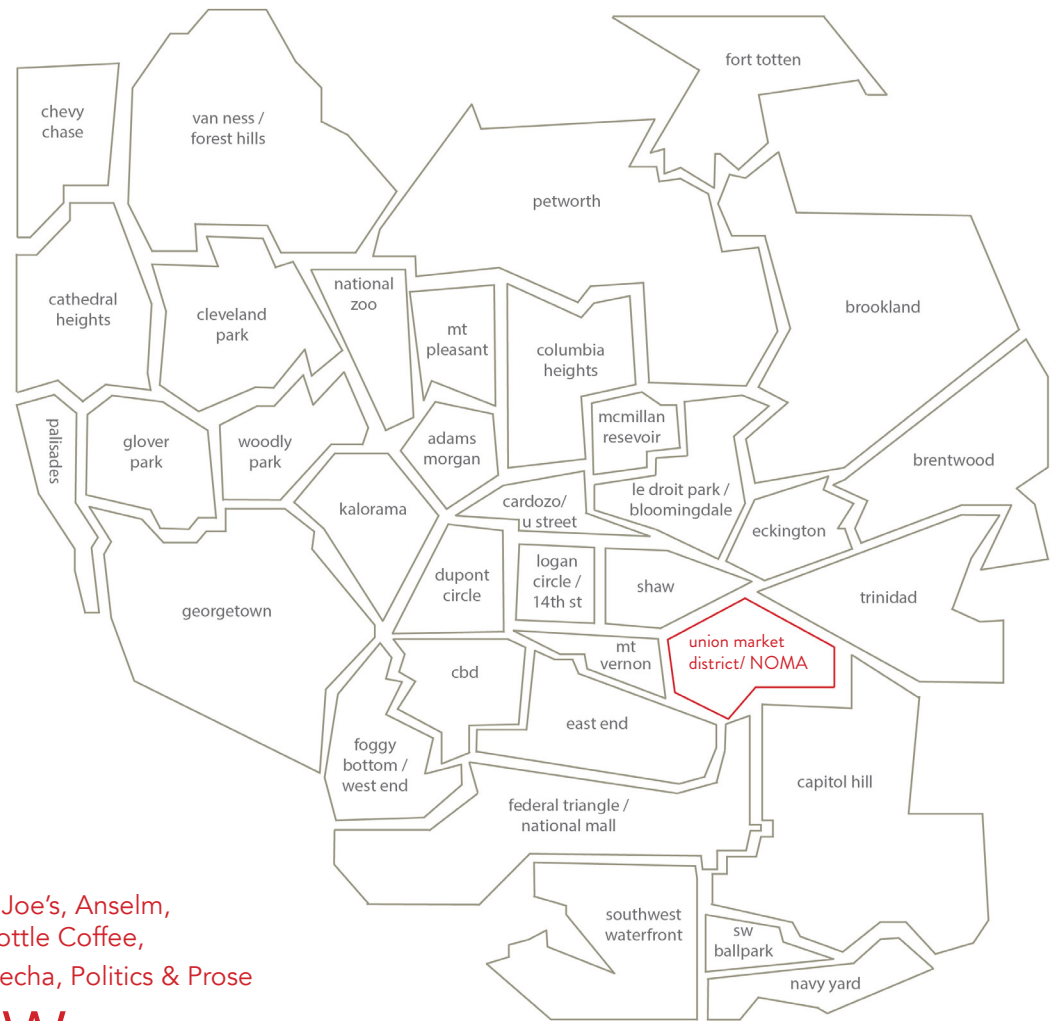 fort totten
chevy
chase
van ness /
forest hills
petworth
national
zoo
cathedral
heights
cleveland
park
brookland
mt
pleasant
columbia
heights
mcmillan
resevoir
palisades
glover
park
woodly
park
adams
morgan
brentwood
kalorama
cardozo/
u street
le droit park /
bloomingdale
eckington
dupont
circle
logan
circle /
14th st
shaw
trinidad
georgetown
union market
district/ NOMA
mt
vernon
cbd
east end
foggy
bottom /
west end
capitol hill
federal triangle /
national mall
southwest
waterfront
sw
ballpark
navy yard
Joe’s, Anselm,
ottle Coffee,
echa, Politics & Prose